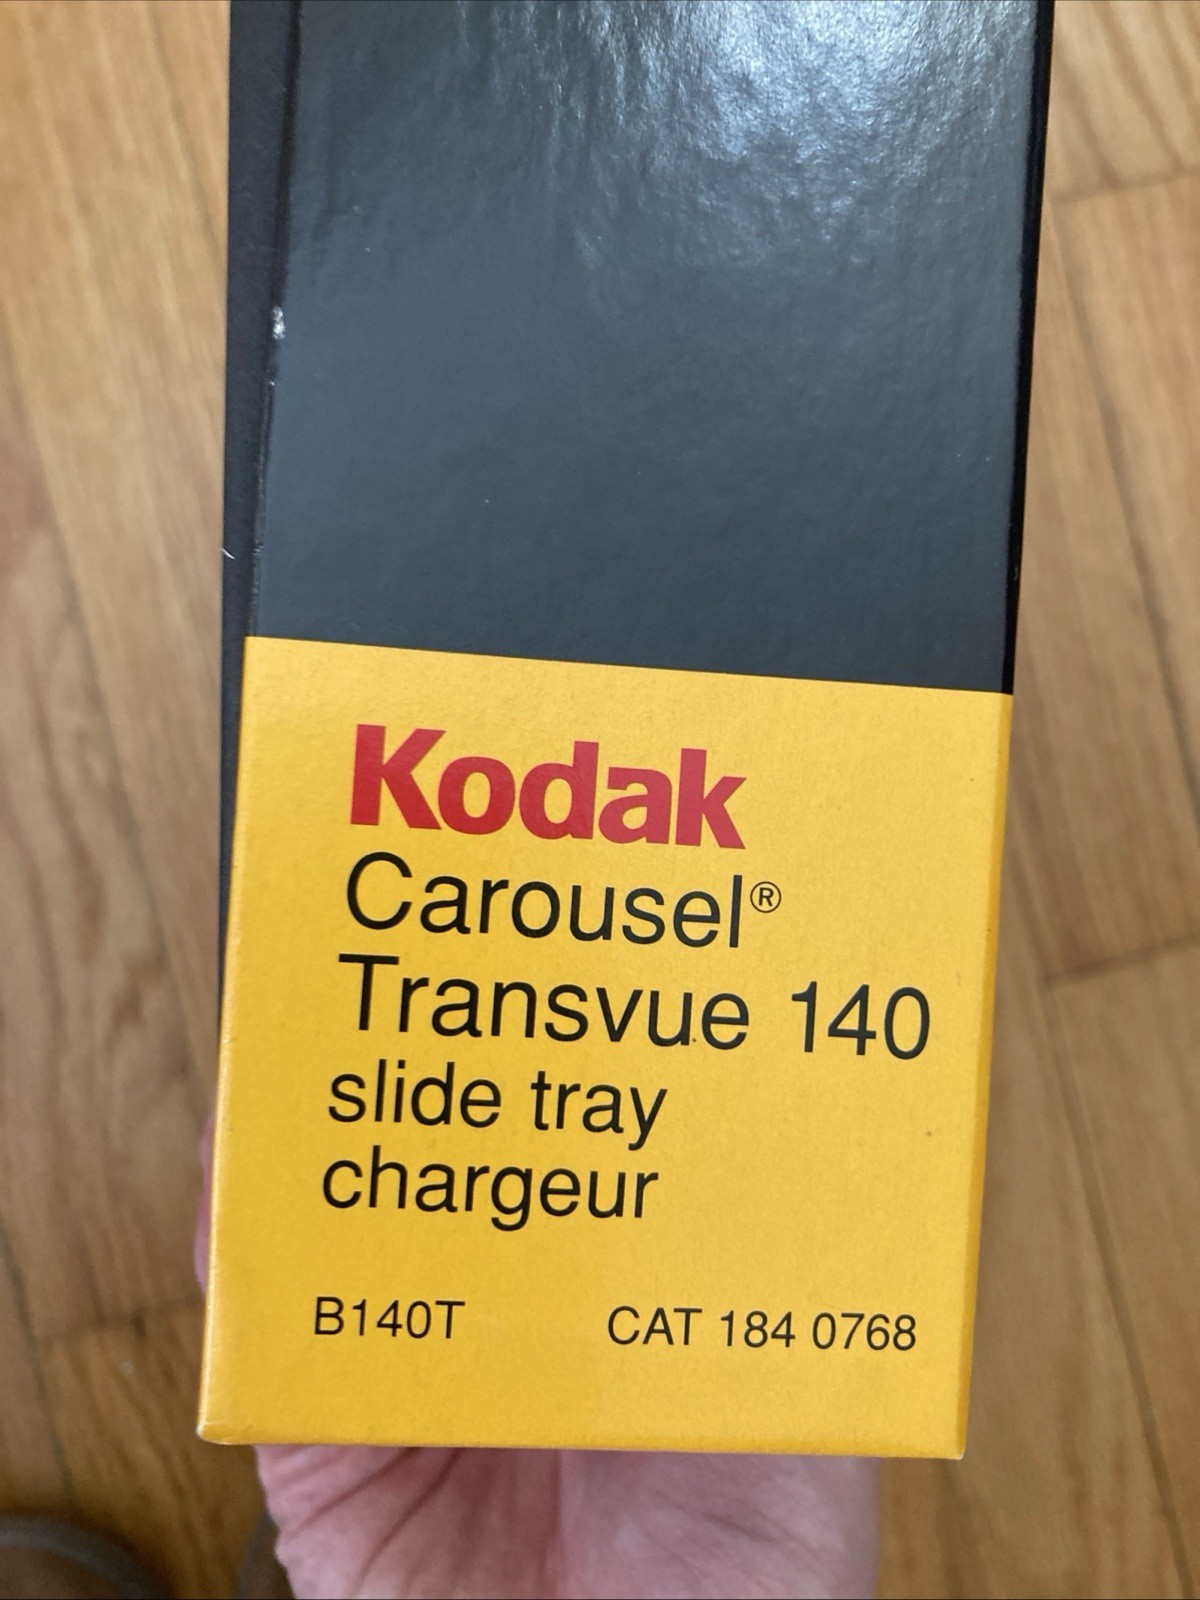 Kodak
Carousel®
Transvue 140
slide tray
chargeur
B140T CAT 184 0768